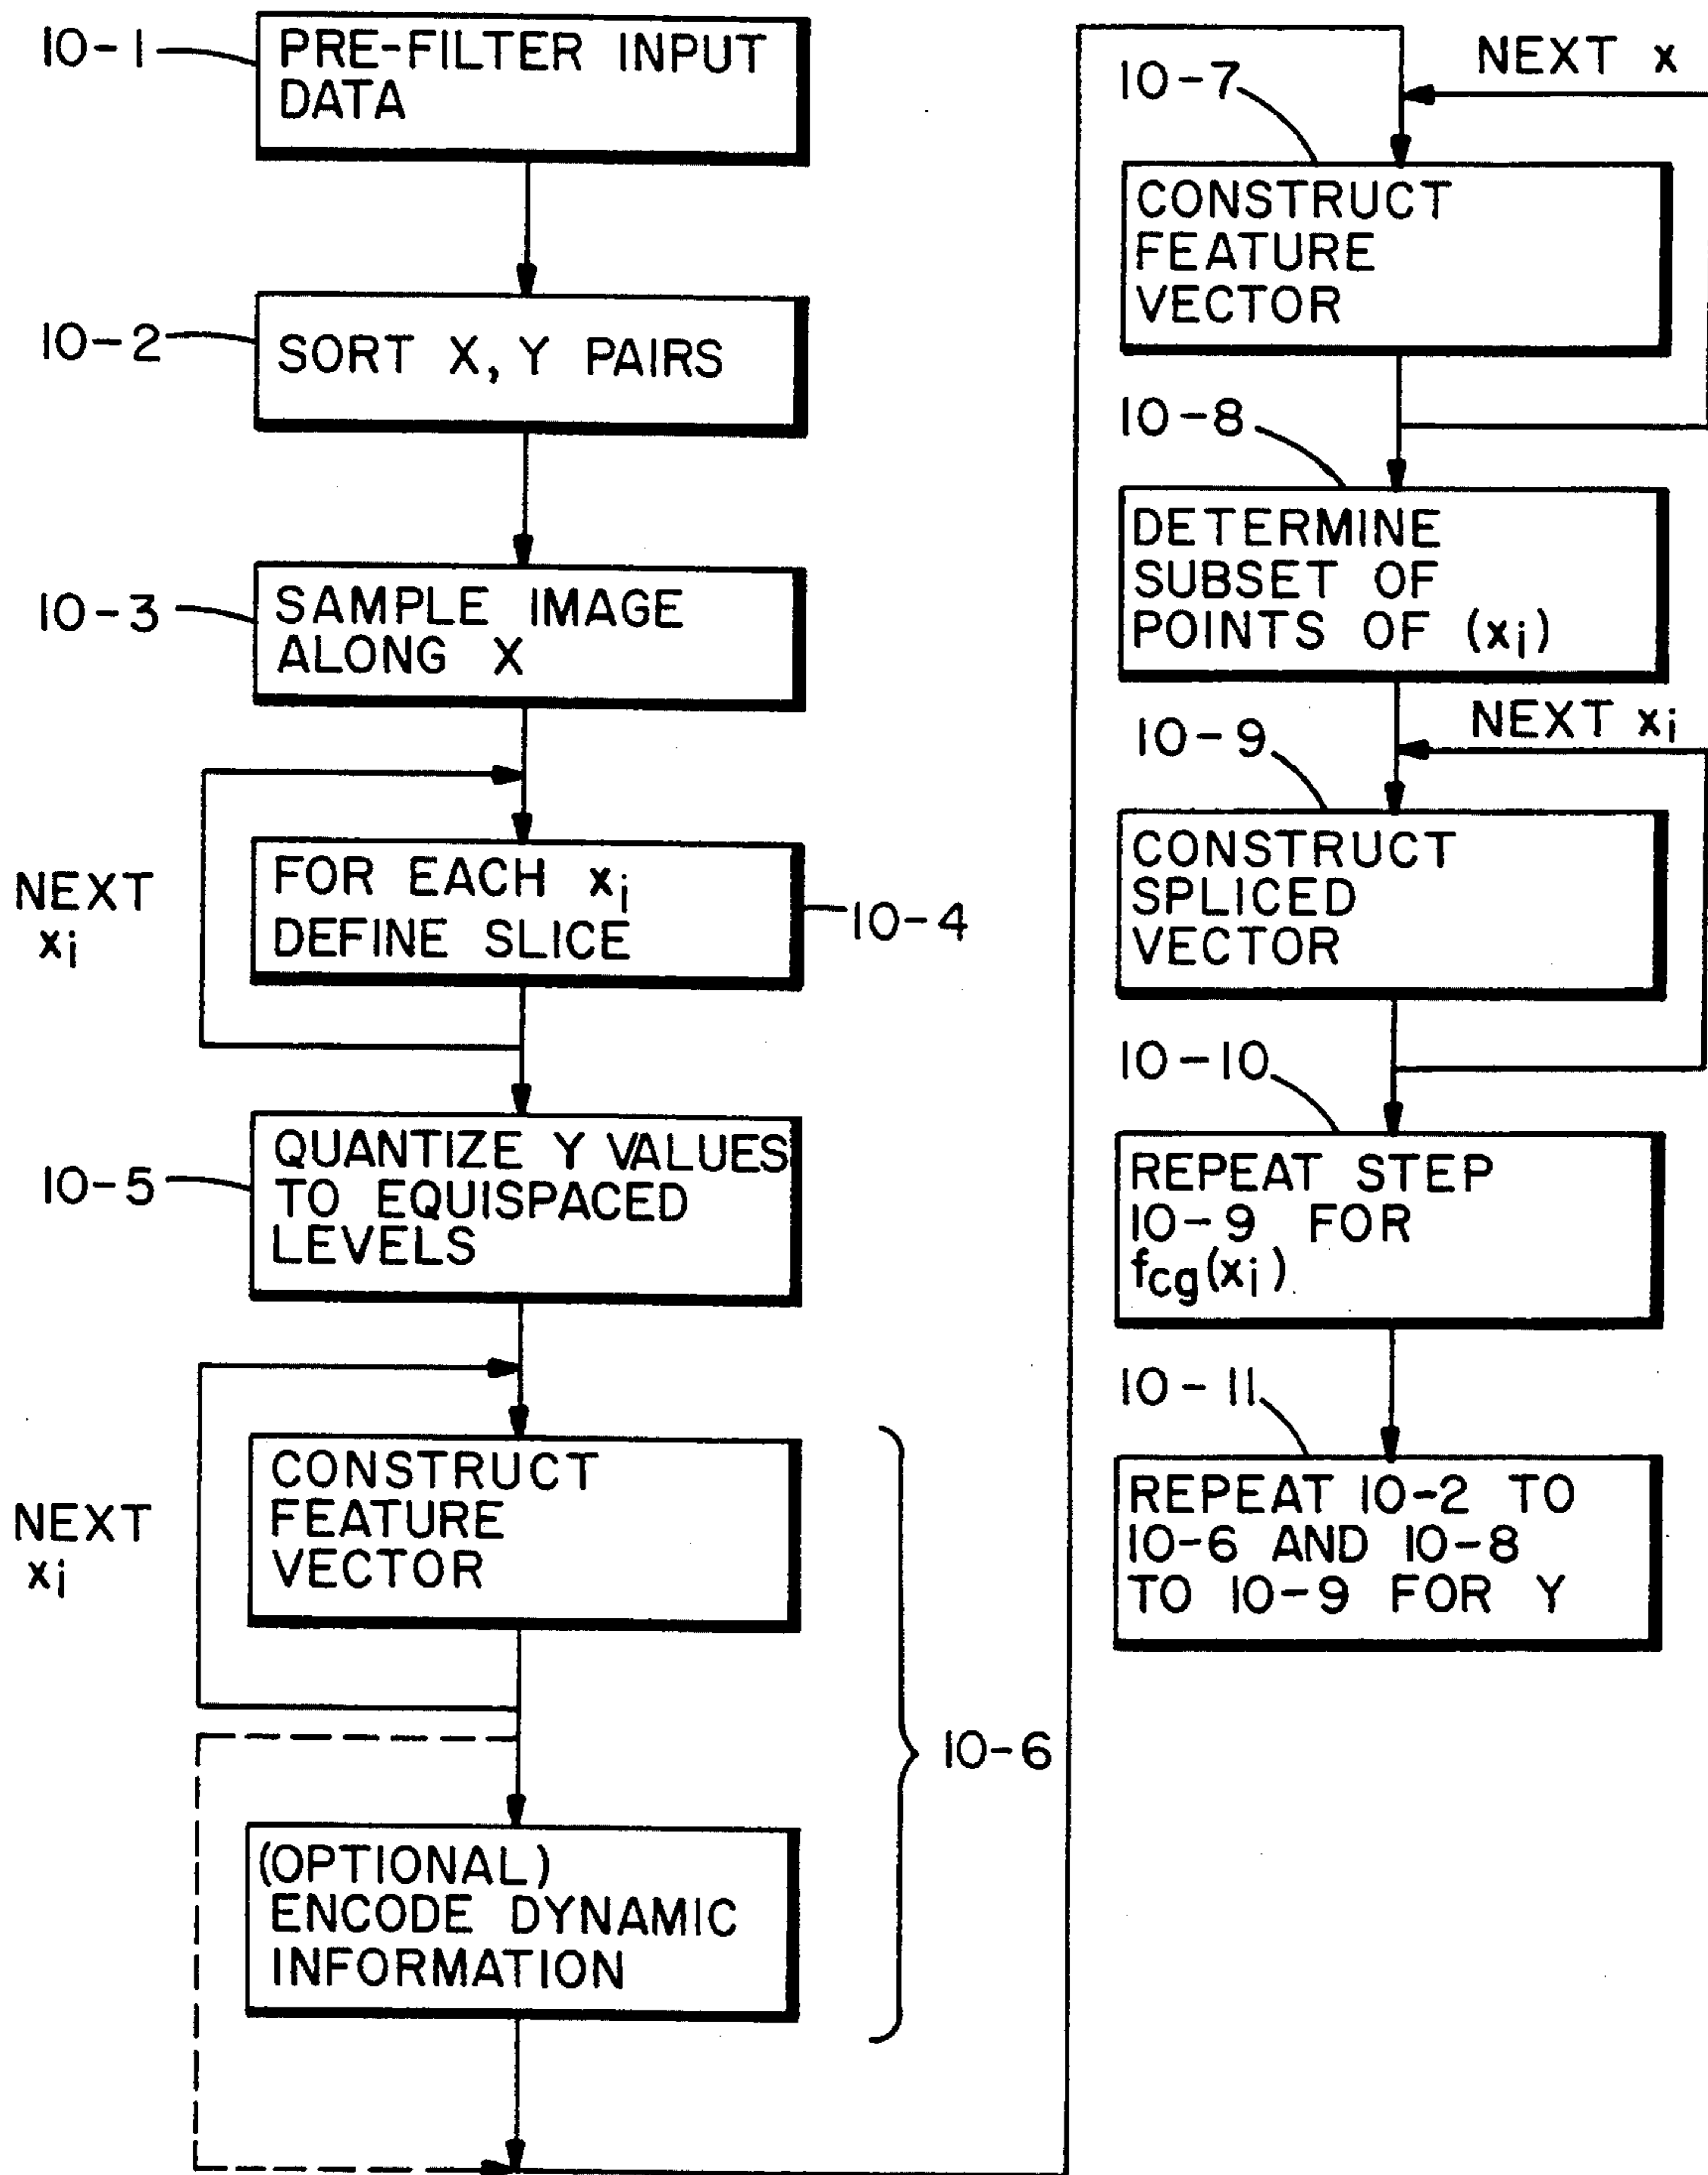 10-1
PRE-FILTER INPUT
DATA
10-2
SORT X, Y PAIRS
10-3
SAMPLE IMAGE
ALONG X
NEXT
xi
FOR EACH xi
DEFINE SLICE
10-4
10-5
QUANTIZE Y VALUES
TO EQUISPACED
LEVELS
NEXT
xi
CONSTRUCT
FEATURE
VECTOR
10-6
(OPTIONAL)
ENCODE DYNAMIC
INFORMATION
NEXT x
10-7
CONSTRUCT
FEATURE
VECTOR
10-8
DETERMINE
SUBSET OF
POINTS OF (xi)
NEXT xi
10-9
CONSTRUCT
SPLICED
VECTOR
10-10
REPEAT STEP
10-9 FOR
fcg(xi)
10-11
REPEAT 10-2 TO
10-6 AND 10-8
TO 10-9 FOR Y